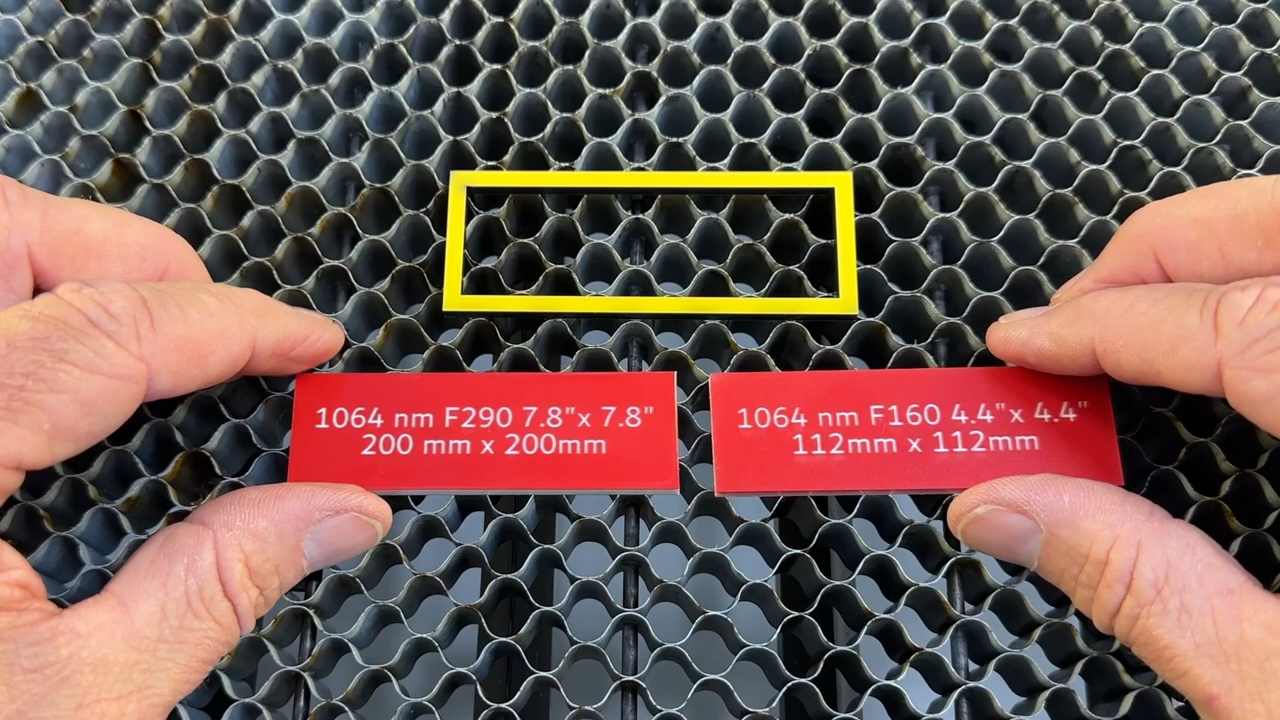 1064 nm F290 7.8"x 7.8"
200 mm x 200mm
1064 nm F160 4.4"x 4.4"
112mm x 112mm